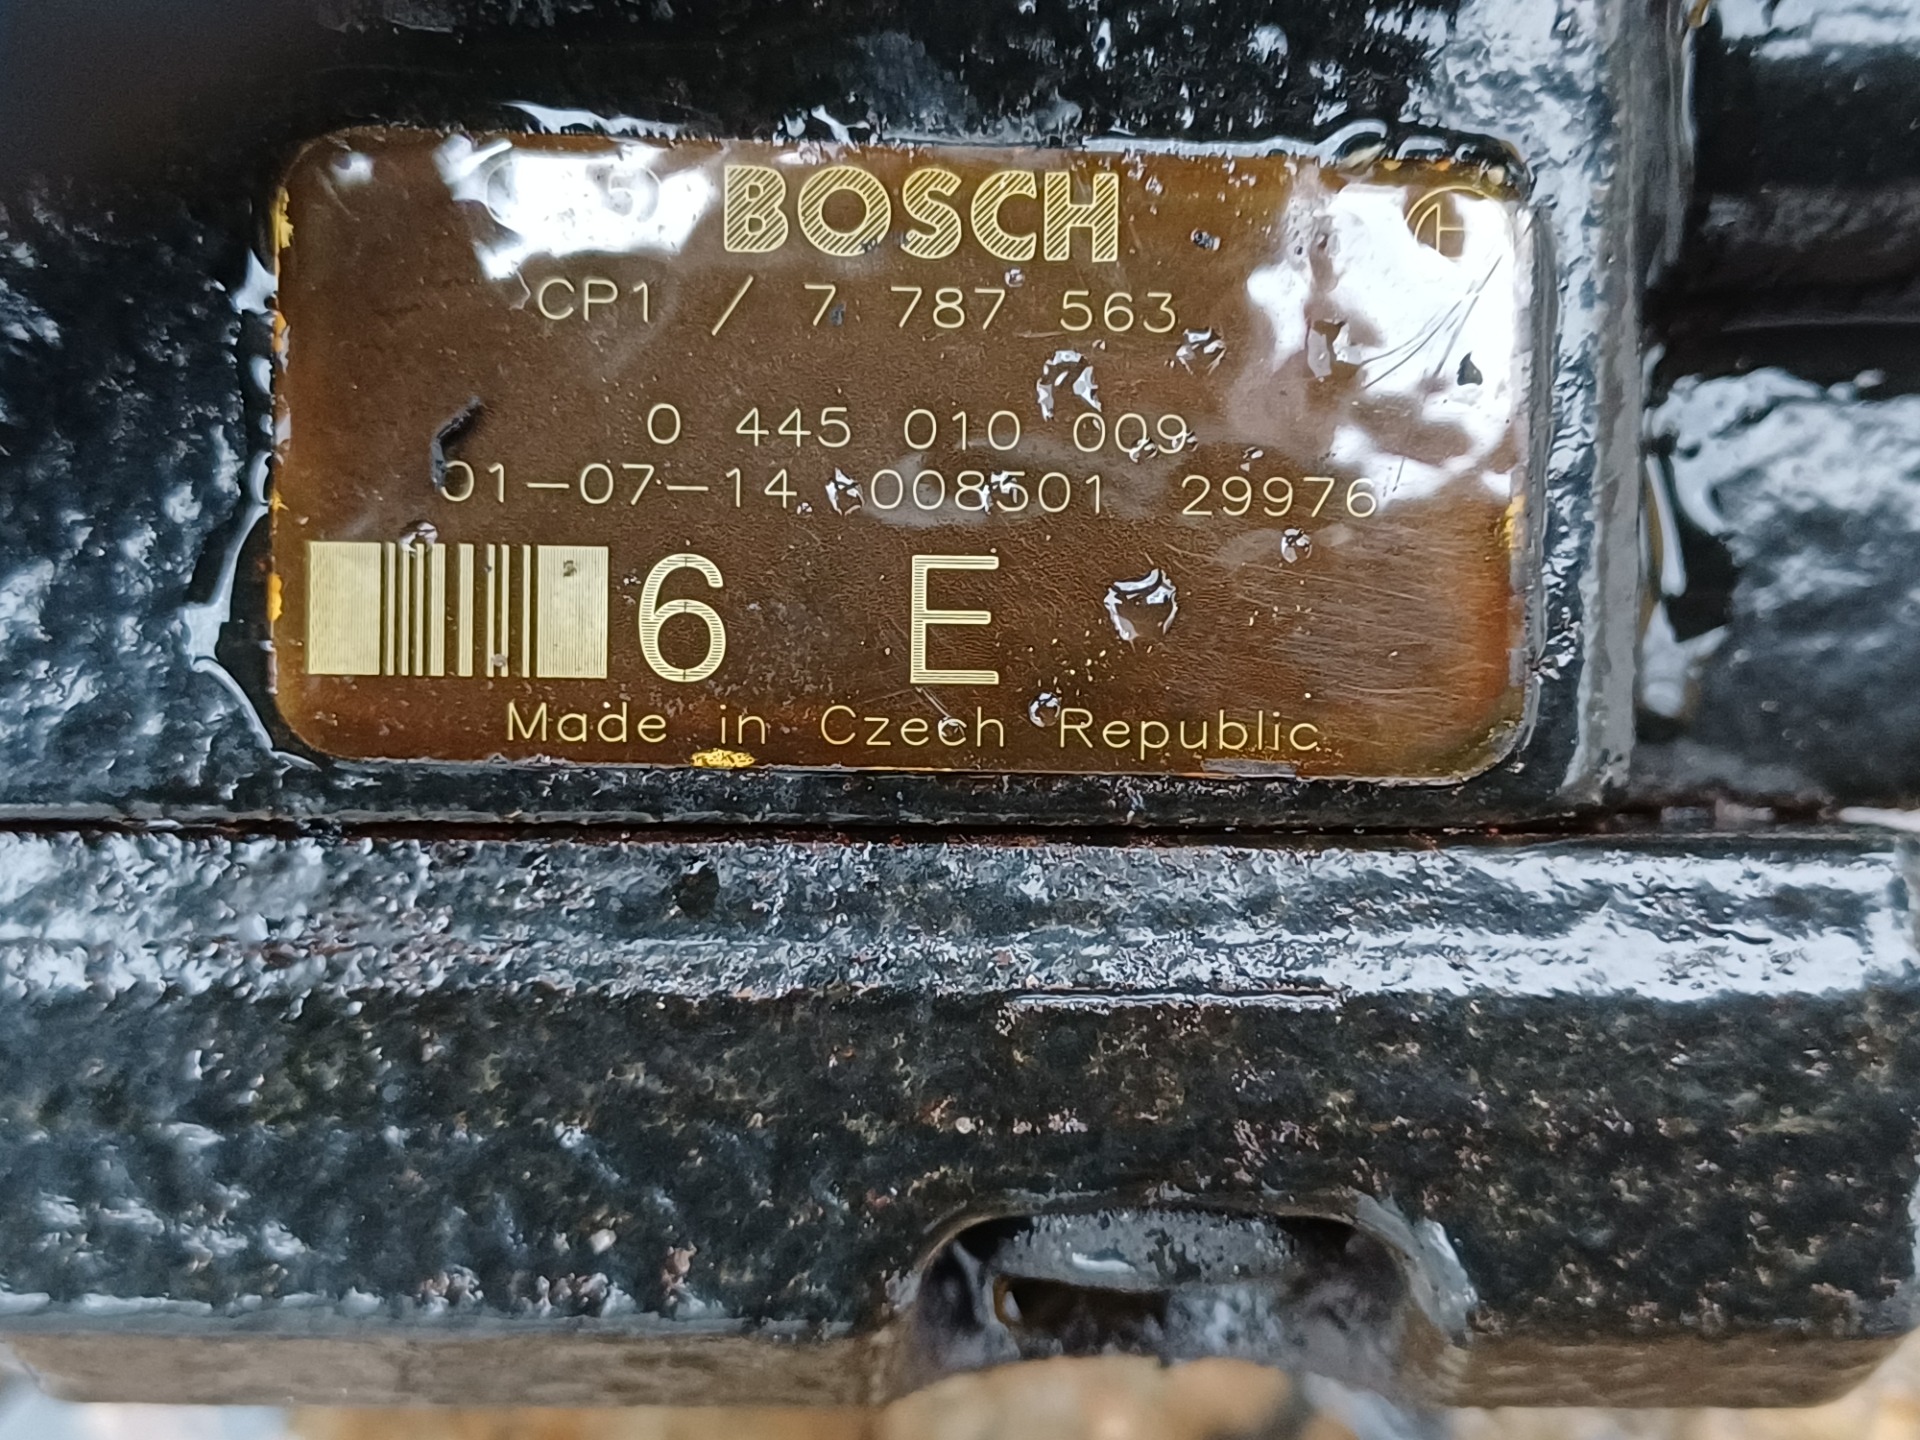 BOSCH
CP1 / 7 787 563
0 445 010 009
01-07-14 008501 29976
6 E
Made in Czech Republic